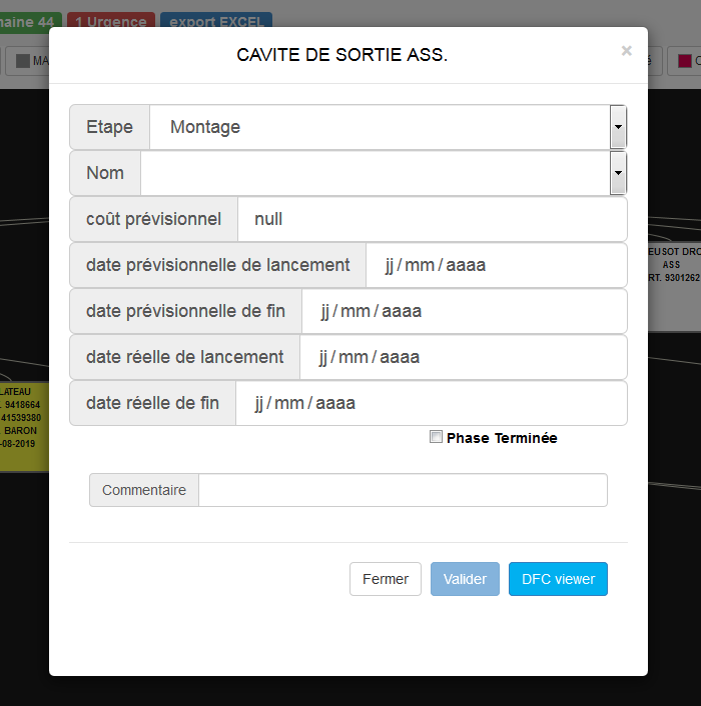 maine 44 1 Urgence export EXCEL
CAVITE DE SORTIE ASS. ×
MA
Etape Montage
Nom
coût prévisionnel null
date prévisionnelle de lancement jj/mm/aaaa
EUSOT DRO
ASS
RT. 9301262
date prévisionnelle de fin jj/mm/aaaa
date réelle de lancement jj/mm/aaaa
date réelle de fin jj/mm/aaaa
LATEAU
. 9418664
41539380
. BARON
-08-2019
Phase Terminée
Commentaire
Fermer Valider DFC viewer